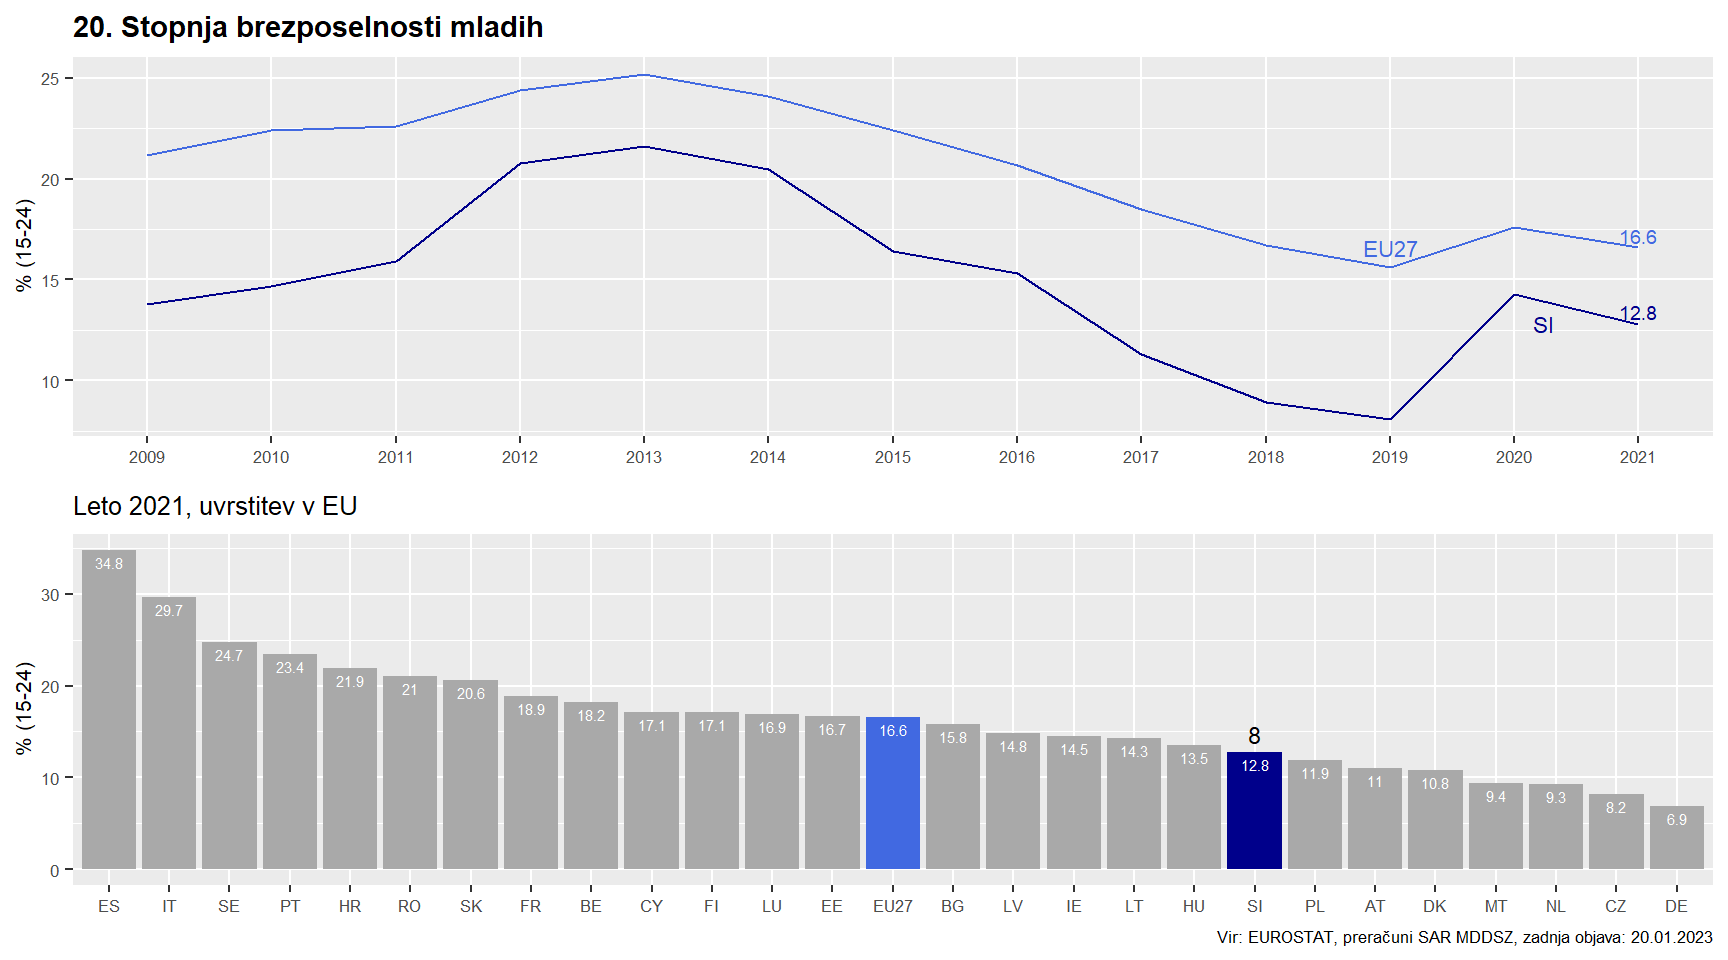 20. Stopnja brezposelnosti mladih
% (15-24)
25
20
15
10
EU27
16.6
SI
12.8
2009 2010 2011 2012 2013 2014 2015 2016 2017 2018 2019 2020 2021
Leto 2021, uvrstitev v EU
% (15-24)
30
20
10
0
8
34.8 29.7 24.7 23.4 21.9 21 20.6 18.9 18.2 17.1 17.1 16.9 16.7 16.6 15.8 14.8 14.5 14.3 13.5 12.8 11.9 11 10.8 9.4 9.3 8.2 6.9
ES IT SE PT HR RO SK FR BE CY FI LU EE EU27 BG LV IE LT HU SI PL AT DK MT NL CZ DE
Vir: EUROSTAT, preračuni SAR MDDSZ, zadnja objava: 20.01.2023